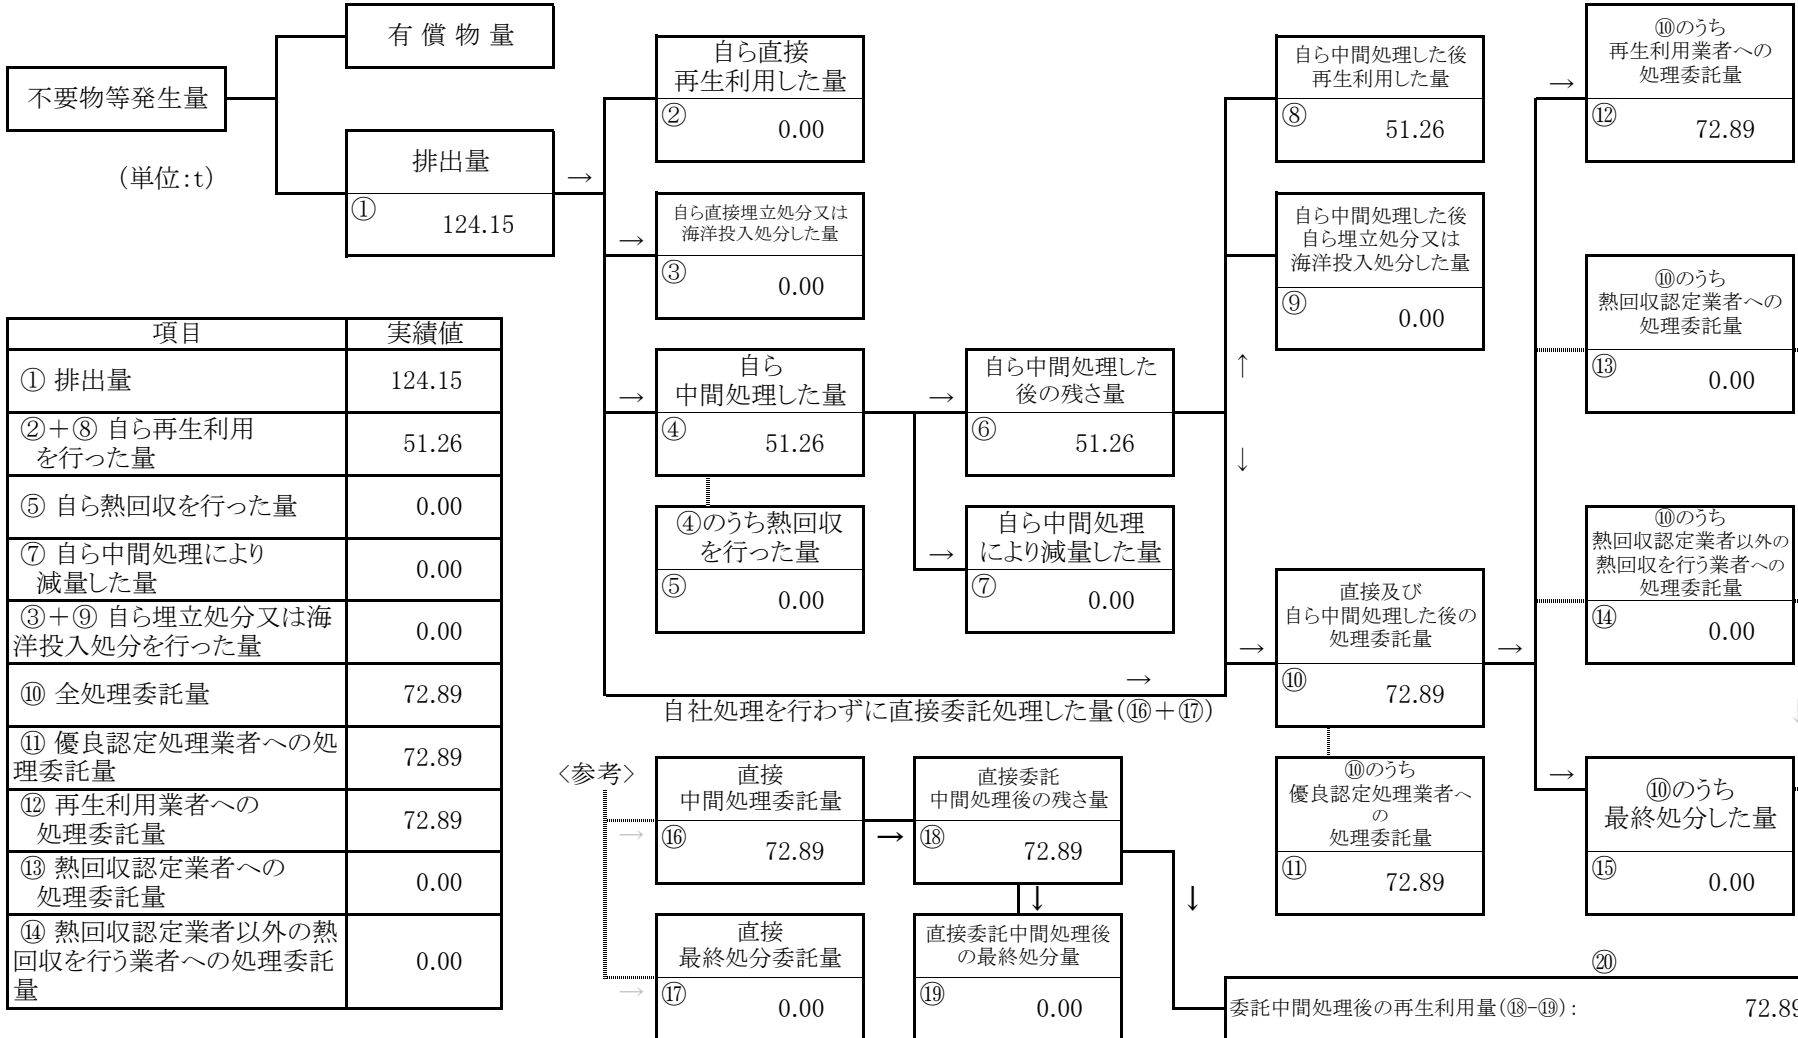 不要物等発生量
(単位:t)
有 償 物 量
排出量
①
124.15
→
自ら直接
再生利用した量
②
0.00
→
自ら直接埋立処分又は
海洋投入処分した量
③
0.00
→
自ら
中間処理した量
④
51.26
④のうち熱回収
を行った量
⑤
0.00
→
自ら中間処理した
後の残さ量
⑥
51.26
→
自ら中間処理
により減量した量
⑦
0.00
自ら中間処理した後
再生利用した量
⑧
51.26
自ら中間処理した後
自ら埋立処分又は
海洋投入処分した量
⑨
0.00
↑
↓
→
直接及び
自ら中間処理した後の
処理委託量
⑩
72.89
→
⑩のうち
優良認定処理業者へ
の
処理委託量
⑪
72.89
→
⑩のうち
再生利用業者への
処理委託量
⑫
72.89
⑩のうち
熱回収認定業者への
処理委託量
⑬
0.00
⑩のうち
熱回収認定業者以外の
熱回収を行う業者への
処理委託量
⑭
0.00
→
⑩のうち
最終処分した量
⑮
0.00
→
自社処理を行わずに直接委託処理した量(⑯+⑰)
<参考>
→
直接
中間処理委託量
⑯
72.89
→
直接委託
中間処理後の残さ量
⑱
72.89
↓
↓
→
直接
最終処分委託量
⑰
0.00
直接委託中間処理後
の最終処分量
⑲
0.00
⑳
委託中間処理後の再生利用量(⑱-⑲): 72.89
項目 実績値
① 排出量 124.15
②+⑧ 自ら再生利用
を行った量
51.26
⑤ 自ら熱回収を行った量 0.00
⑦ 自ら中間処理により
減量した量
0.00
③+⑨ 自ら埋立処分又は海
洋投入処分を行った量
0.00
⑩ 全処理委託量 72.89
⑪ 優良認定処理業者への処
理委託量
72.89
⑫ 再生利用業者への
処理委託量
72.89
⑬ 熱回収認定業者への
処理委託量
0.00
⑭ 熱回収認定業者以外の熱
回収を行う業者への処理委託
量
0.00